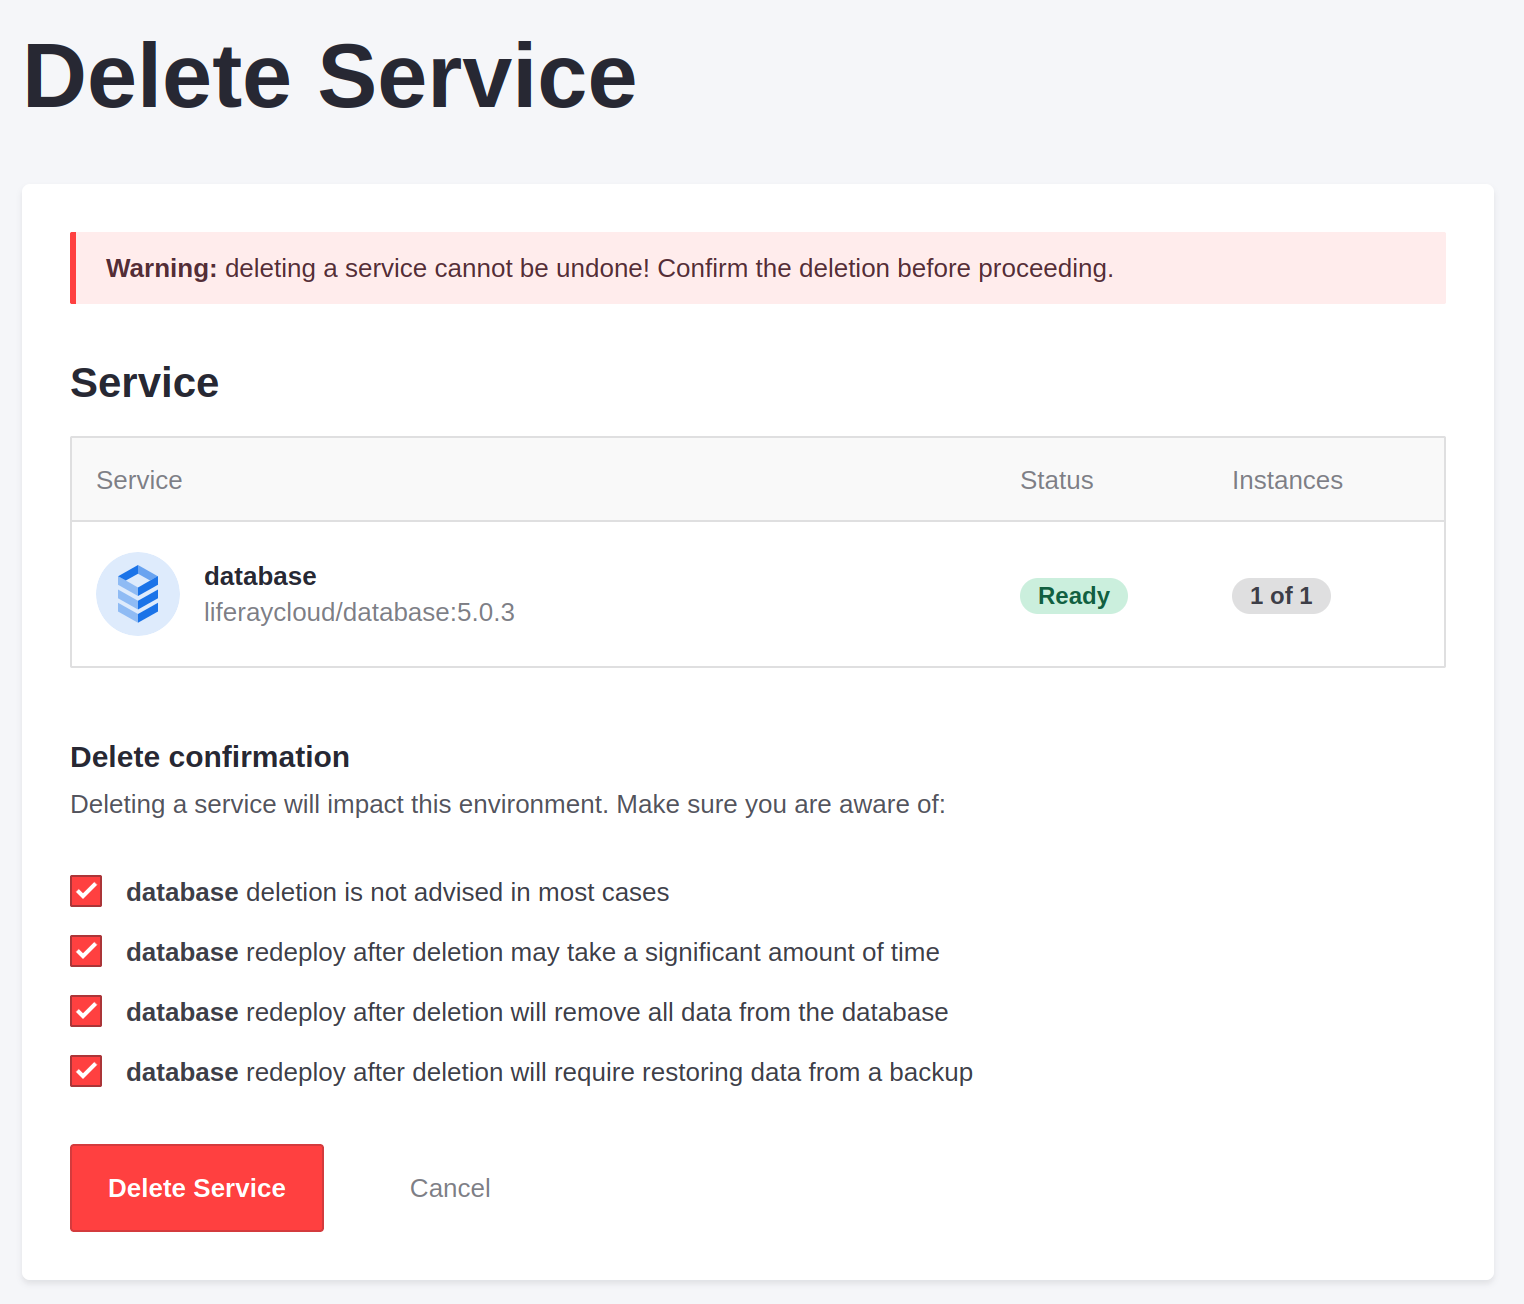 Delete Service
Warning: deleting a service cannot be undone! Confirm the deletion before proceeding.
Service
Service Status Instances
database
liferaycloud/database:5.0.3
Ready
1 of 1
Delete confirmation
Deleting a service will impact this environment. Make sure you are aware of:
database deletion is not advised in most cases
database redeploy after deletion may take a significant amount of time
database redeploy after deletion will remove all data from the database
database redeploy after deletion will require restoring data from a backup
Delete Service Cancel